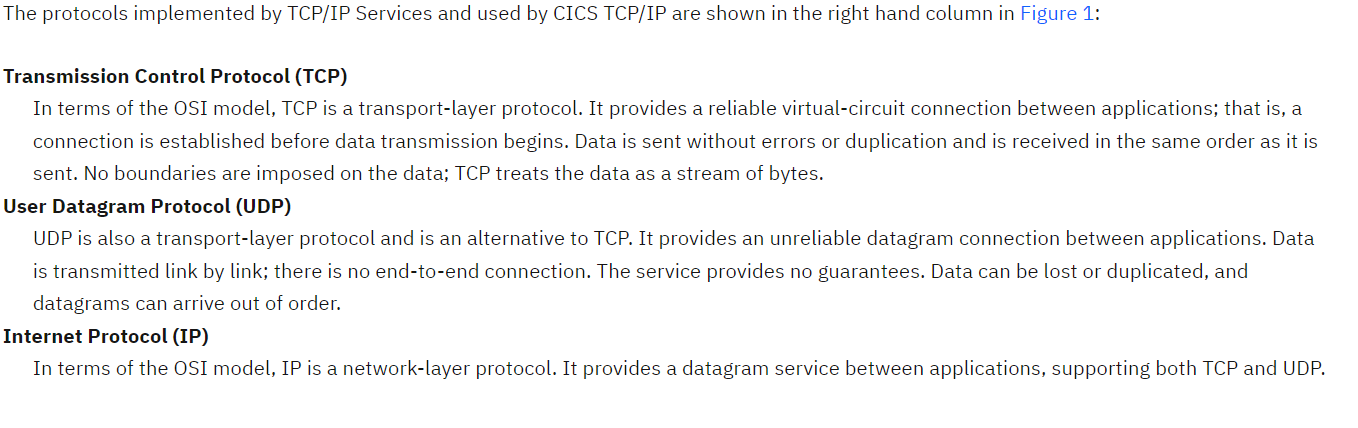 The protocols implemented by TCP/IP Services and used by CICS TCP/IP are shown in the right hand column in Figure 1:
Transmission Control Protocol (TCP)
In terms of the OSI model, TCP is a transport-layer protocol. It provides a reliable virtual-circuit connection between applications; that is, a
connection is established before data transmission begins. Data is sent without errors or duplication and is received in the same order as it is
sent. No boundaries are imposed on the data; TCP treats the data as a stream of bytes.
User Datagram Protocol (UDP)
UDP is also a transport-layer protocol and is an alternative to TCP. It provides an unreliable datagram connection between applications. Data
is transmitted link by link; there is no end-to-end connection. The service provides no guarantees. Data can be lost or duplicated, and
datagrams can arrive out of order.
Internet Protocol (IP)
In terms of the OSI model, IP is a network-layer protocol. It provides a datagram service between applications, supporting both TCP and UDP.